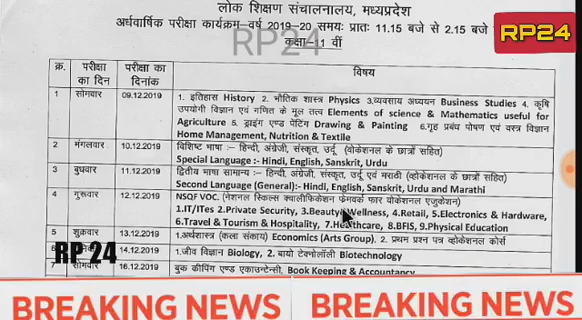 लोक शिक्षण संचालनालय, मध्यप्रदेश
अर्धवार्षिक परीक्षा कार्यक्रम–वर्ष 2019–20 समयः प्रातः 11.15 बजे से 2.15 बजे
RP24
RP24
कक्षा–11 वीं
क्र. परीक्षा का दिन परीक्षा का दिनांक विषय
1 सोमवार 09.12.2019 1. इतिहास History 2. भौतिक शास्त्र Physics 3.व्यवसाय अध्ययन Business Studies 4. कृषि
उपयोगी विज्ञान एवं गणित के मूल तत्व Elements of science & Mathematics useful for
Agriculture 5. ड्राइंग एण्ड पेंटिंग Drawing & Painting 6.गृह प्रबंध पोषण एवं वस्त्र विज्ञान
Home Management, Nutrition & Textile
2 मंगलवार 10.12.2019 विशिष्ट भाषा :– हिन्दी, अंग्रेजी, संस्कृत, उर्दू (वोकेशनल के छात्रों सहित)
Special Language :- Hindi, English, Sanskrit, Urdu
3 बुधवार 11.12.2019 द्वितीय भाषा सामान्य :– हिन्दी, अंग्रेजी, संस्कृत, उर्दू एवं मराठी (व्होकेशनल के छात्रों सहित)
Second Language (General):- Hindi, English, Sanskrit, Urdu and Marathi
4 गुरूवार 12.12.2019 NSQF VOC. (नेशनल स्किल्स क्वालीफिकेशन फ्रेमवर्क फार वोकेशनल एजुकेशन)
1.IT/ITes 2.Private Security, 3.Beauty Wellness, 4.Retail, 5.Electronics & Hardware,
6.Travel & Tourism & Hospitality, 7.Healthcare, 8.BFIS, 9.Physical Education
5 शुक्रवार 13.12.2019 1.अर्थशास्त्र (कला संकाय) Economics (Arts Group). 2. प्रथम प्रश्न पत्र व्होकेशनल कोर्स
RP 24
14.12.2019 1.जीव विज्ञान Biology, 2. बायो टेक्नोलॉजी Biotechnology
7 सोमवार 16.12.2019 बुक कीपिंग एण्ड एकाउन्टेन्सी, Book Keeping & Accountancy
BREAKING NEWS BREAKING NEWS